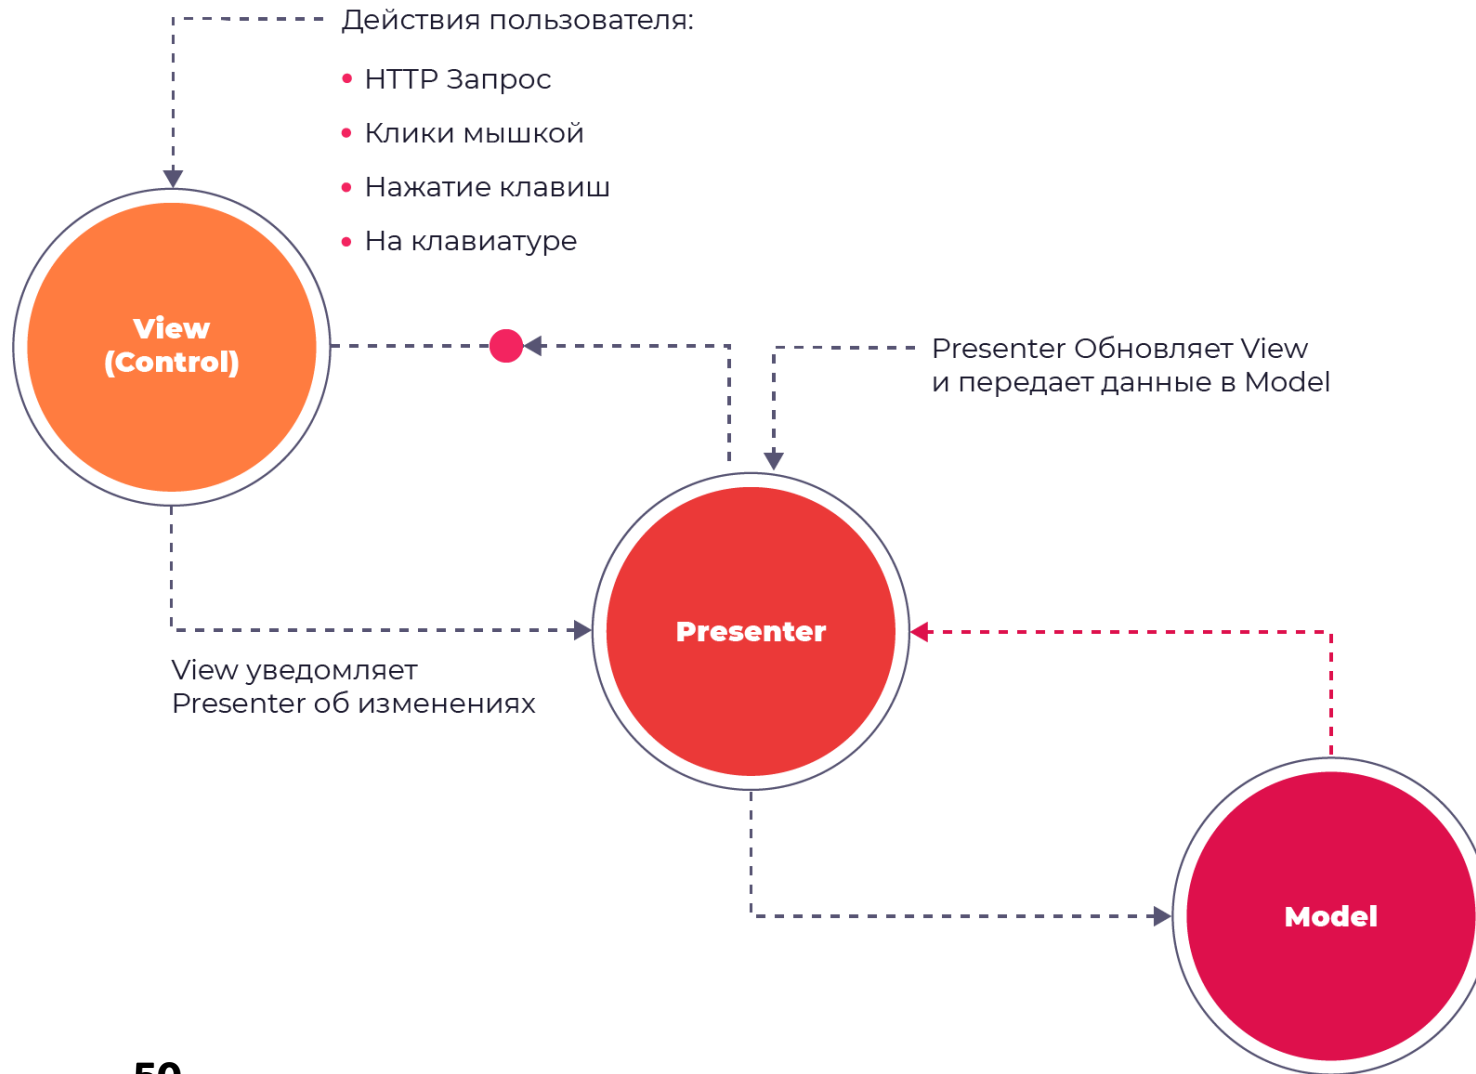 Действия пользователя:
HTTP Запрос
Клики мышкой
Нажатие клавиш
На клавиатуре
View
(Control)
Presenter Обновляет View
и передает данные в Model
Presenter
View уведомляет
Presenter об изменениях
Model
50